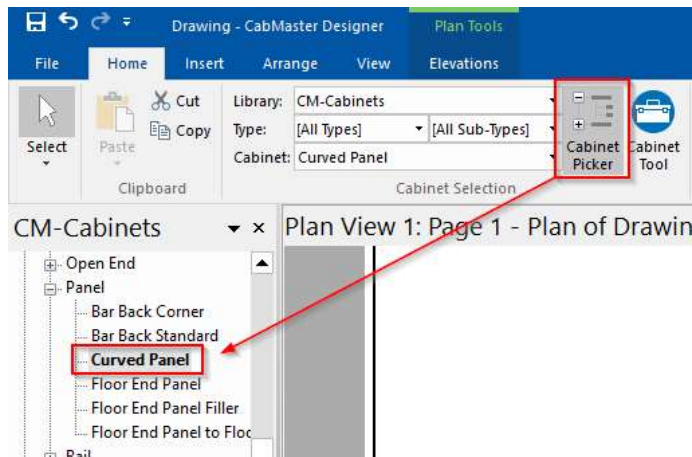 Drawing - CabMaster Designer
Plan Tools
File Home Insert Arrange View Elevations
Select
Paste
Cut
Copy
Clipboard
Library: CM-Cabinets
Type: [All Types] [All Sub-Types]
Cabinet: Curved Panel
Cabinet Selection
Cabinet Picker
Cabinet Tool
CM-Cabinets
Plan View 1: Page 1 - Plan of Drawin
Open End
Panel
Bar Back Corner
Bar Back Standard
Curved Panel
Floor End Panel
Floor End Panel Filler
Floor End Panel to Floo
Rail